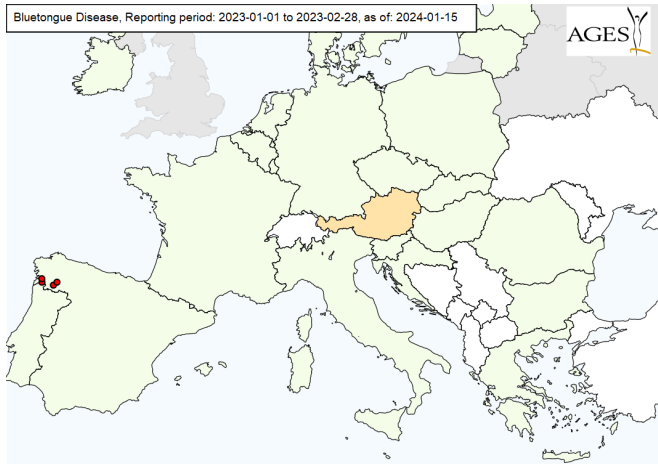 Bluetongue Disease, Reporting period: 2023-01-01 to 2023-02-28, as of: 2024-01-15
AGES